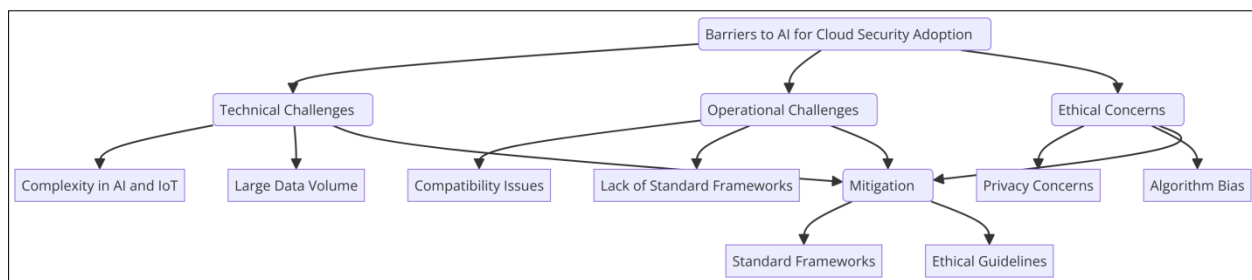 Barriers to AI for Cloud Security Adoption
Technical Challenges
Operational Challenges
Ethical Concerns
Complexity in AI and IoT
Large Data Volume
Compatibility Issues
Lack of Standard Frameworks
Mitigation
Privacy Concerns
Algorithm Bias
Standard Frameworks
Ethical Guidelines